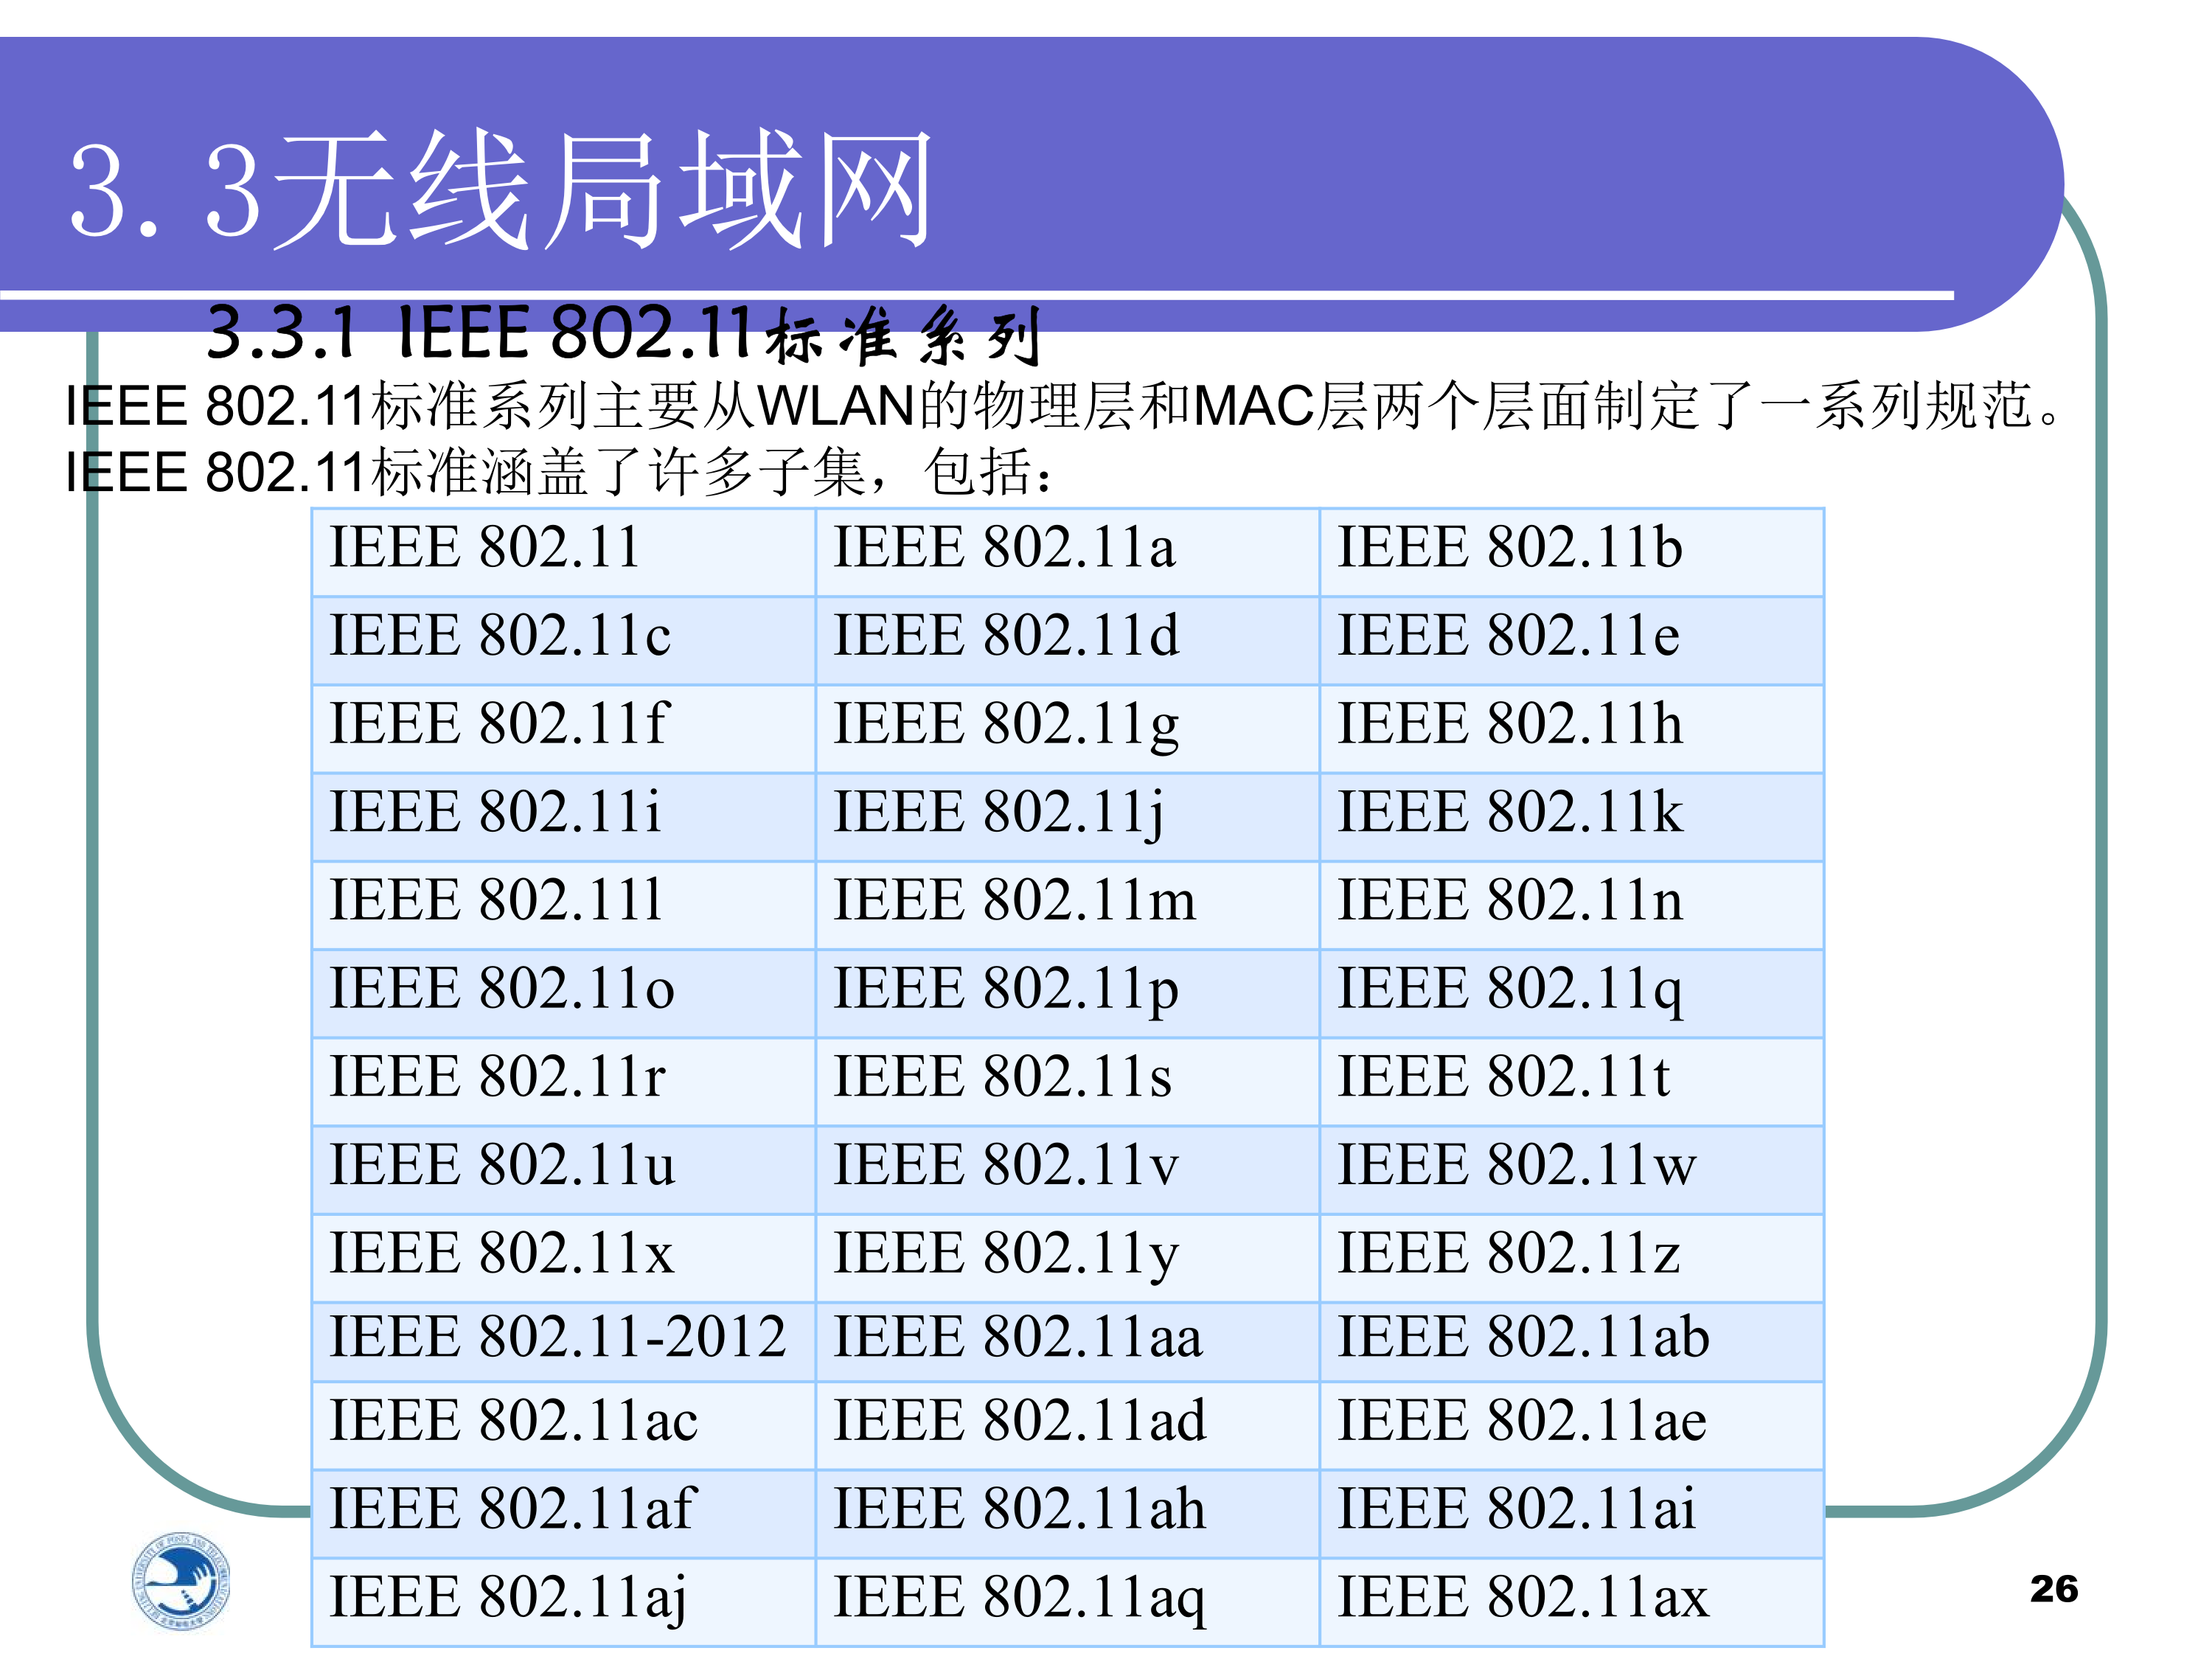 3.3无线局域网
3.3.1 IEEE 802.11标准系列
IEEE 802.11标准系列主要从WLAN的物理层和MAC层两个层面制定了一系列规范。
IEEE 802.11标准涵盖了许多子集，包括：
IEEE 802.11 IEEE 802.11a IEEE 802.11b
IEEE 802.11c IEEE 802.11d IEEE 802.11e
IEEE 802.11f IEEE 802.11g IEEE 802.11h
IEEE 802.11i IEEE 802.11j IEEE 802.11k
IEEE 802.11l IEEE 802.11m IEEE 802.11n
IEEE 802.11o IEEE 802.11p IEEE 802.11q
IEEE 802.11r IEEE 802.11s IEEE 802.11t
IEEE 802.11u IEEE 802.11v IEEE 802.11w
IEEE 802.11x IEEE 802.11y IEEE 802.11z
IEEE 802.11-2012 IEEE 802.11aa IEEE 802.11ab
IEEE 802.11ac IEEE 802.11ad IEEE 802.11ae
IEEE 802.11af IEEE 802.11ah IEEE 802.11ai
IEEE 802.11aj IEEE 802.11aq IEEE 802.11ax
26